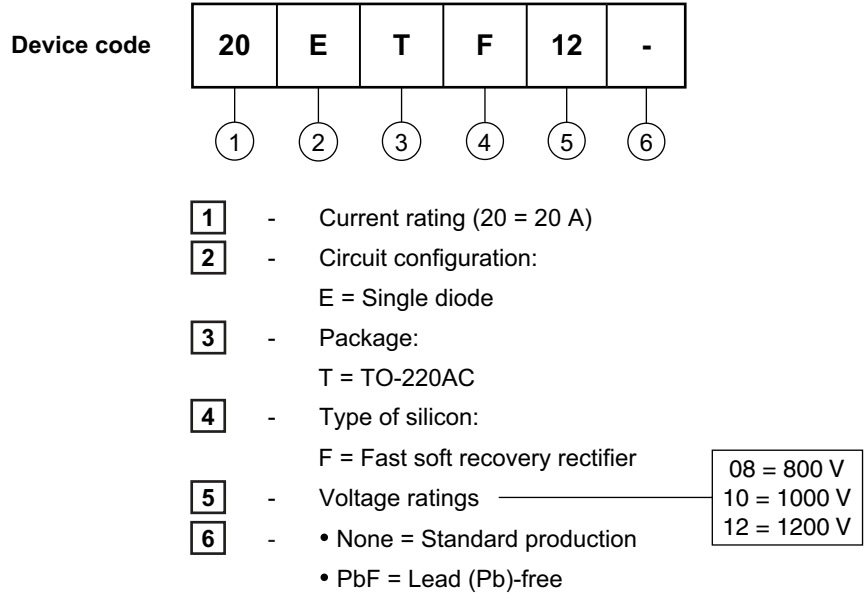 Device code 20 E T F 12 -
1 2 3 4 5 6
1 - Current rating (20 = 20 A)
2 - Circuit configuration:
E = Single diode
3 - Package:
T = TO-220AC
4 - Type of silicon:
F = Fast soft recovery rectifier
5 - Voltage ratings
08 = 800 V
10 = 1000 V
12 = 1200 V
6 - • None = Standard production
• PbF = Lead (Pb)-free